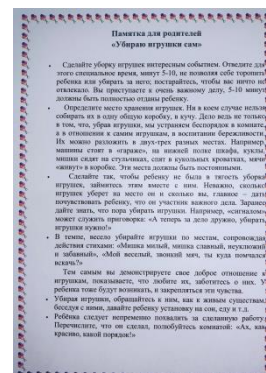 Памятка для родителей
«Убираю игрушки сам»
Сделайте уборку игрушек интересным событием. Отведите для
этого специальное время, минут 5-10, не позволяя себе торопить
ребенка или убирать за него; постарайтесь, чтобы вас ничто не
отвлекало. Вы приступаете к очень важному делу, 5-10 минут
должны быть полностью отданы ребенку.
Определите место хранения игрушек. Ни в коем случае нельзя
собирать их в одну общую коробку, в кучу. Дело ведь не только
в том, что, убрав игрушки, мы устраняем беспорядок в комнате,
а в отношении к самим игрушкам, в воспитании бережливости.
Их можно разложить в двух-трех разных местах. Например,
машины стоят в «гараже», на нижней полке шкафа, куклы,
мишки сидят на стульчиках, спят в кукольных кроватках, мячи
«живут» в коробке. Эти места должны быть постоянными.
Сделайте так, чтобы ребенку не была в тягость уборка
игрушек, займитесь этим вместе с ним. Неважно, сколько
игрушек уберет на место он и сколько вы, главное – дать
почувствовать ребенку, что он участник важного дела. Заранее
дайте знать, что пора убирать игрушки. Например, «сигналом»
может служить приговорка: «А теперь за дело дружно, убирать
игрушки нужно!»
В темпе, весело убирайте игрушки по местам, сопровождая
действия стихами: «Мишка милый, мишка славный, неуклюжий
и забавный», «Мой веселый, звонкий мяч, ты куда помчался
вскачь?»
Тем самым вы демонстрируете свое доброе отношение к
игрушкам, показываете, что любите их, заботитесь о них. У
ребенка тоже будут возникать, и закрепляться эти чувства.
Убирая игрушки, обращайтесь к ним, как к живым существам:
беседуя с ними, давайте ребенку установку на сон, еду и т.д.
Ребенка следует непременно похвалить за сделанную работу.
Перечислите, что он сделал, полюбуйтесь комнатой: «Ах, как
красиво, какой порядок!»